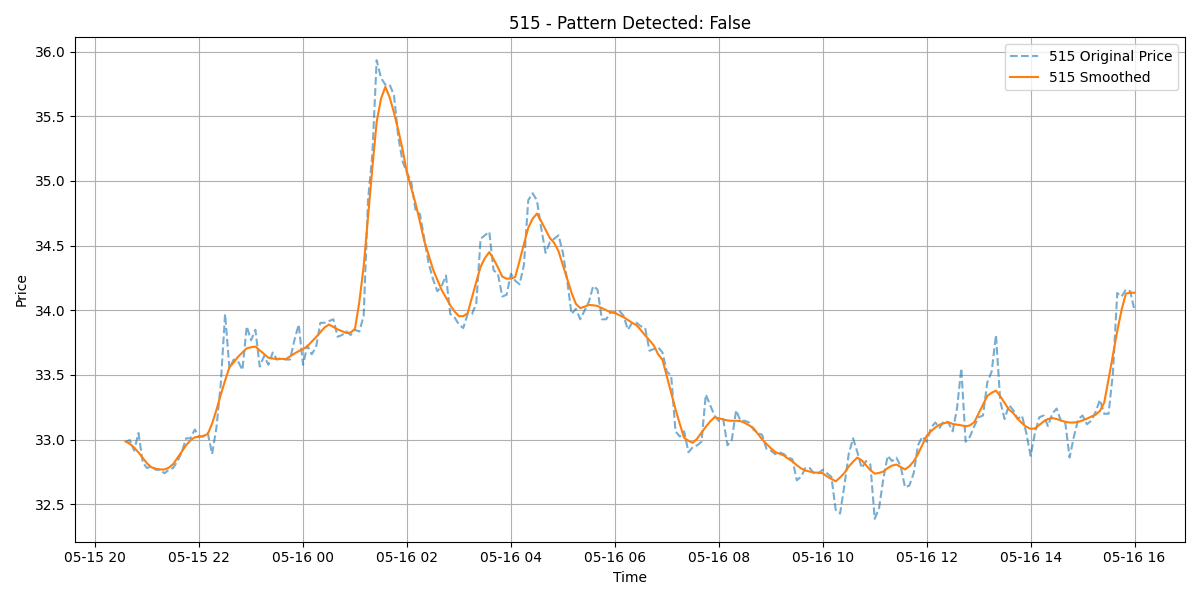 515 - Pattern Detected: False
515 Original Price
515 Smoothed
Price
36.0
35.5
35.0
34.5
34.0
33.5
33.0
32.5
05-15 20 05-15 22 05-16 00 05-16 02 05-16 04 05-16 06 05-16 08 05-16 10 05-16 12 05-16 14 05-16 16
Time